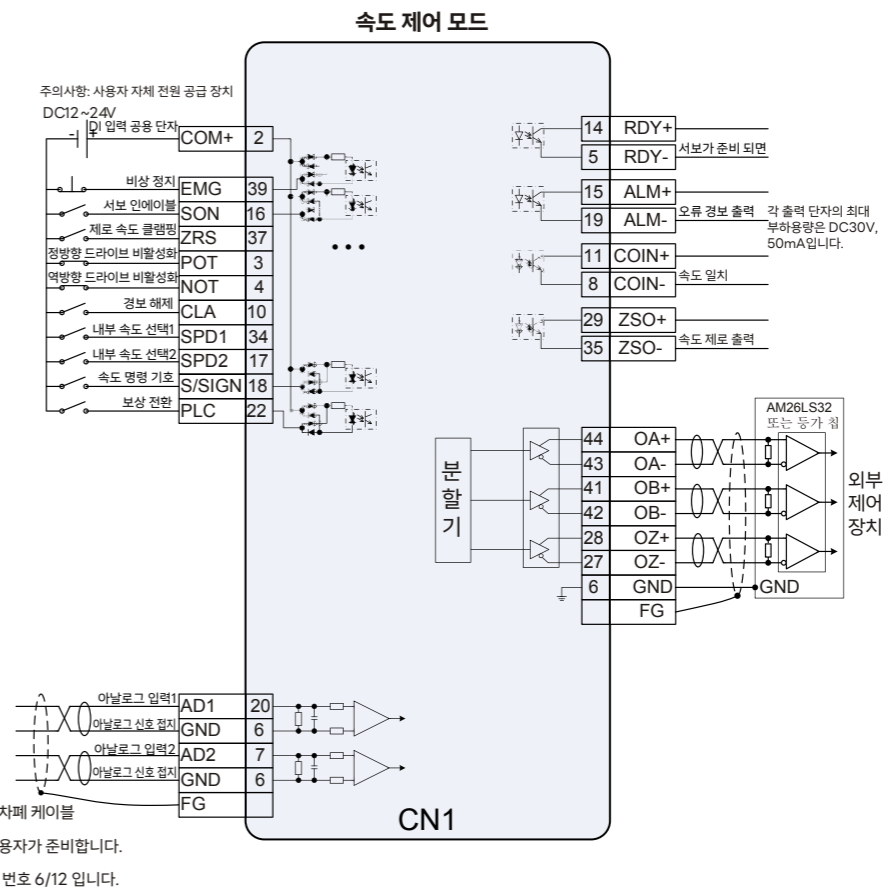 속도 제어 모드
주의사항: 사용자 자체 전원 공급 장치
DC12~24V
- + DI 입력 공용 단자 COM+ 2
비상 정지 EMG 39
서보 인에이블 SON 16
제로 속도 클램핑 ZRS 37
정방향 드라이브 비활성화 POT 3
역방향 드라이브 비활성화 NOT 4
경보 해제 CLA 10
내부 속도 선택1 SPD1 34
내부 속도 선택2 SPD2 17
속도 명령 기호 S/SIGN 18
보상 전환 PLC 22
14 RDY+
5 RDY- 서보가 준비 되면
15 ALM+
19 ALM- 오류 경보 출력
각 출력 단자의 최대
부하용량은 DC30V,
50mA입니다.
11 COIN+
8 COIN- 속도 일치
29 ZSO+
35 ZSO- 속도 제로 출력
분
할
기
44 OA+
43 OA-
41 OB+
42 OB-
28 OZ+
27 OZ-
6 GND
FG
AM26LS32
또는 등가 칩
GND
외부
제어
장치
아날로그 입력1 AD1 20
아날로그 신호 접지 GND 6
아날로그 입력2 AD2 7
아날로그 신호 접지 GND 6
FG
CN1
차폐 케이블
용자가 준비합니다.
번호 6/12 입니다.